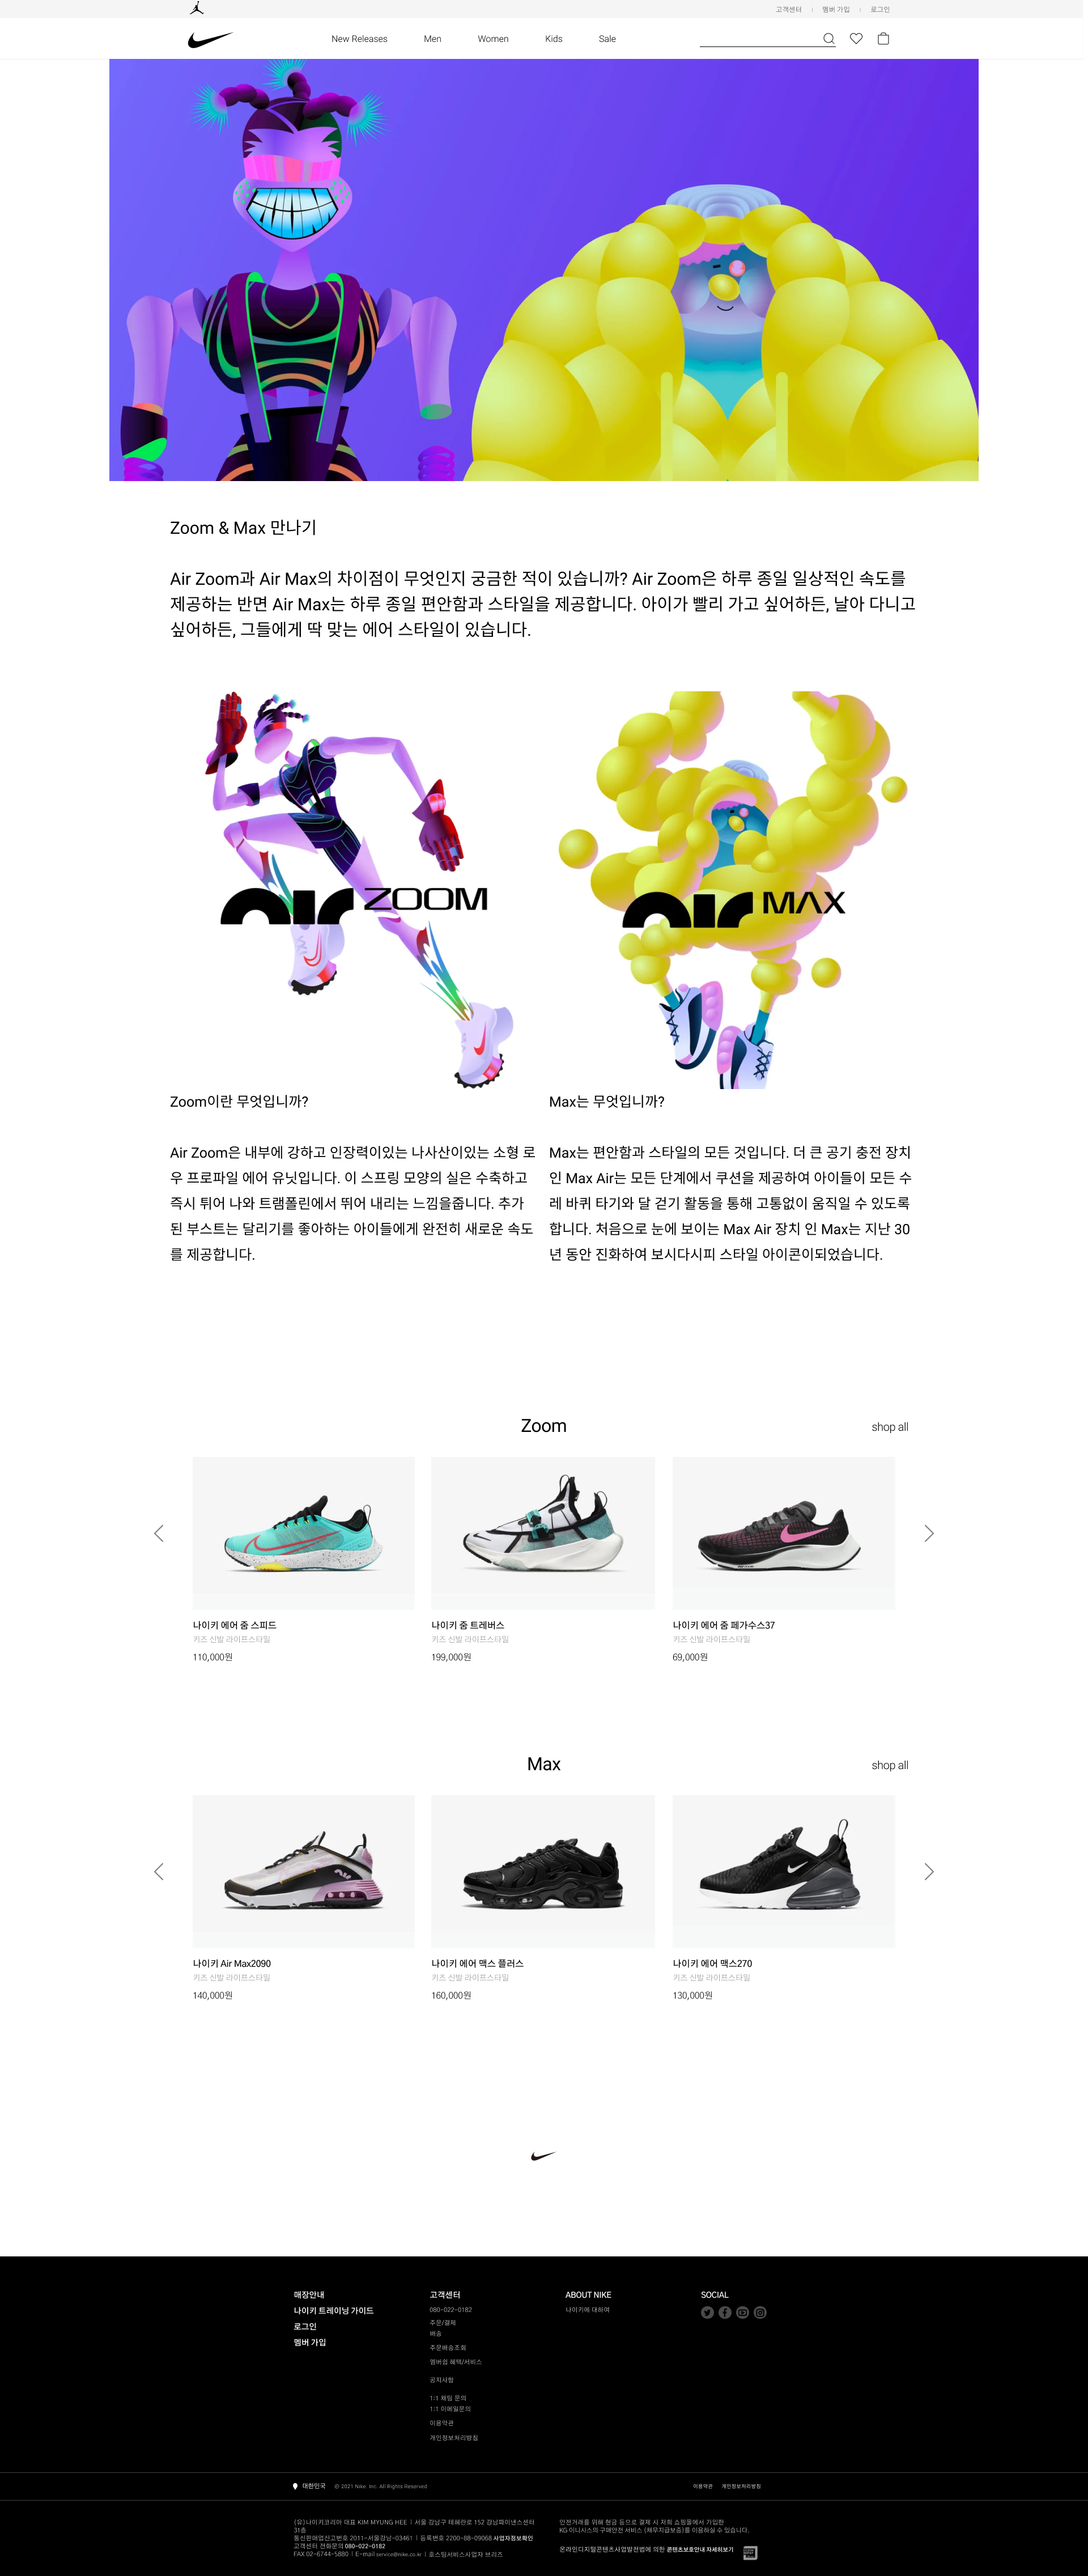 고객센터 | 멤버 가입 | 로그인
New Releases Men Women Kids Sale
Zoom & Max 만나기
Air Zoom과 Air Max의 차이점이 무엇인지 궁금한 적이 있습니까? Air Zoom은 하루 종일 일상적인 속도를
제공하는 반면 Air Max는 하루 종일 편안함과 스타일을 제공합니다. 아이가 빨리 가고 싶어하든, 날아 다니고
싶어하든, 그들에게 딱 맞는 에어 스타일이 있습니다.
air ZOOM
air MAX
Zoom이란 무엇입니까?
Air Zoom은 내부에 강하고 인장력이있는 나사산이있는 소형 로
우 프로파일 에어 유닛입니다. 이 스프링 모양의 실은 수축하고
즉시 튀어 나와 트램폴린에서 뛰어 내리는 느낌을줍니다. 추가
된 부스트는 달리기를 좋아하는 아이들에게 완전히 새로운 속도
를 제공합니다.
Max는 무엇입니까?
Max는 편안함과 스타일의 모든 것입니다. 더 큰 공기 충전 장치
인 Max Air는 모든 단계에서 쿠션을 제공하여 아이들이 모든 수
레 바퀴 타기와 달 걷기 활동을 통해 고통없이 움직일 수 있도록
합니다. 처음으로 눈에 보이는 Max Air 장치 인 Max는 지난 30
년 동안 진화하여 보시다시피 스타일 아이콘이되었습니다.
Zoom
shop all
나이키 에어 줌 스피드
키즈 신발 라이프스타일
110,000원
나이키 줌 트레버스
키즈 신발 라이프스타일
199,000원
나이키 에어 줌 페가수스37
키즈 신발 라이프스타일
69,000원
Max
shop all
나이키 Air Max2090
키즈 신발 라이프스타일
140,000원
나이키 에어 맥스 플러스
키즈 신발 라이프스타일
160,000원
나이키 에어 맥스270
키즈 신발 라이프스타일
130,000원
매장안내
나이키 트레이닝 가이드
로그인
멤버 가입
고객센터
080-022-0182
주문/결제
배송
주문배송조회
멤버쉽 혜택/서비스
공지사항
1:1 채팅 문의
1:1 이메일문의
이용약관
개인정보처리방침
ABOUT NIKE
나이키에 대하여
SOCIAL
대한민국 © 2021 Nike. Inc. All Rights Reserved
이용약관 개인정보처리방침
(유)나이키코리아 대표 KIM MYUNG HEE | 서울 강남구 테헤란로 152 강남파이낸스센터
31층
통신판매업신고번호 2011-서울강남-03461 | 등록번호 2200-88-09068 사업자정보확인
고객센터 전화문의 080-022-0182
FAX 02-6744-5880 | E-mail service@nike.co.kr | 호스팅서비스사업자 브리즈
안전거래를 위해 현금 등으로 결제 시 저희 쇼핑몰에서 가입한
KG 이니시스의 구매안전 서비스 (채무지급보증)를 이용하실 수 있습니다.
온라인디지털콘텐츠사업발전법에 의한 콘텐츠보호안내 자세히보기